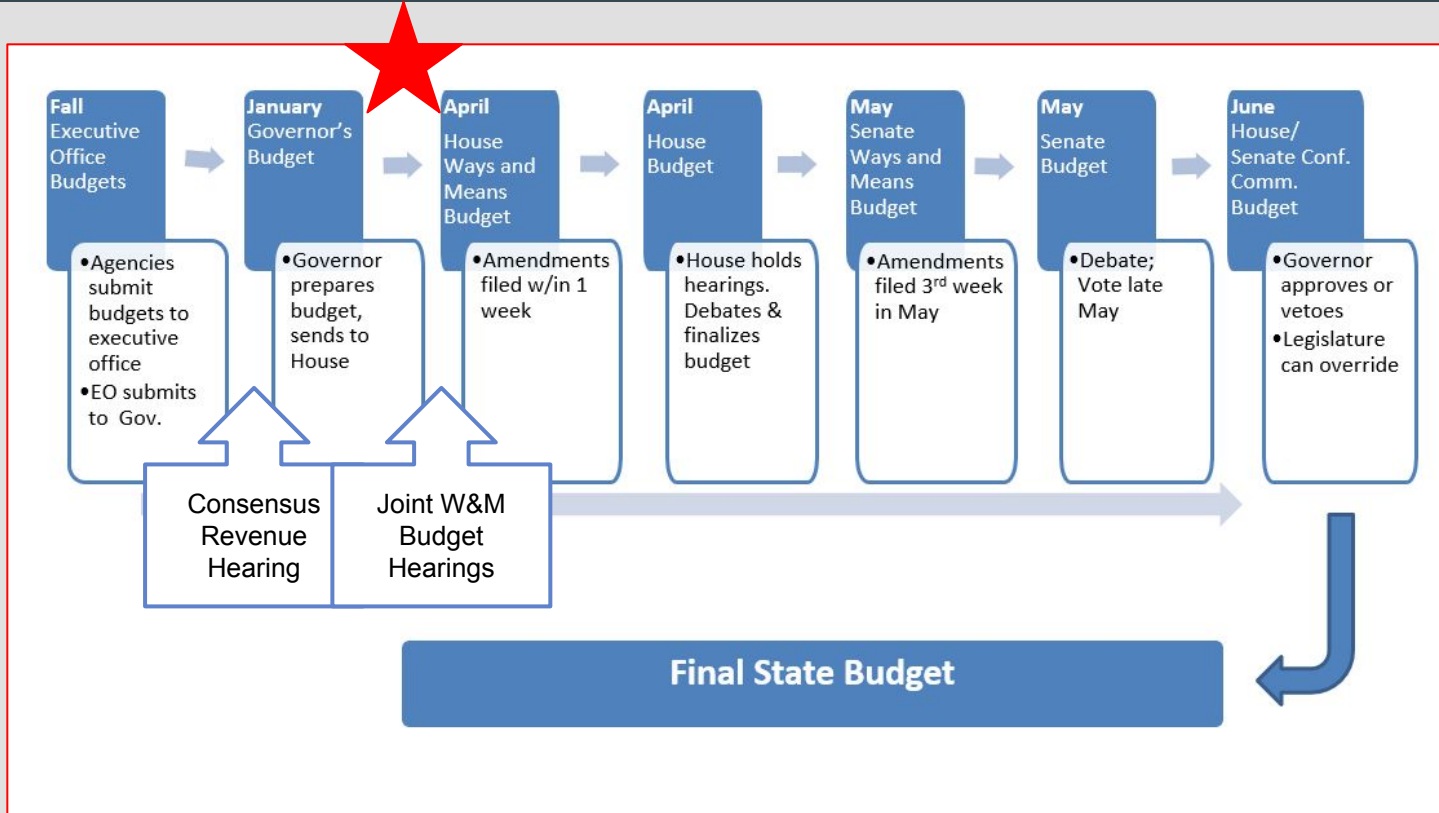 Fall
Executive
Office
Budgets
•Agencies
submit
budgets to
executive
office
•EO submits
to Gov.
January
Governor's
Budget
•Governor
prepares
budget,
sends to
House
April
House
Ways and
Means
Budget
•Amendments
filed w/in 1
week
April
House
Budget
•House holds
hearings.
Debates &
finalizes
budget
May
Senate
Ways and
Means
Budget
•Amendments
filed 3rd week
in May
May
Senate
Budget
•Debate;
Vote late
May
June
House/
Senate Conf.
Comm.
Budget
•Governor
approves or
vetoes
•Legislature
can override
Consensus
Revenue
Hearing
Joint W&M
Budget
Hearings
Final State Budget